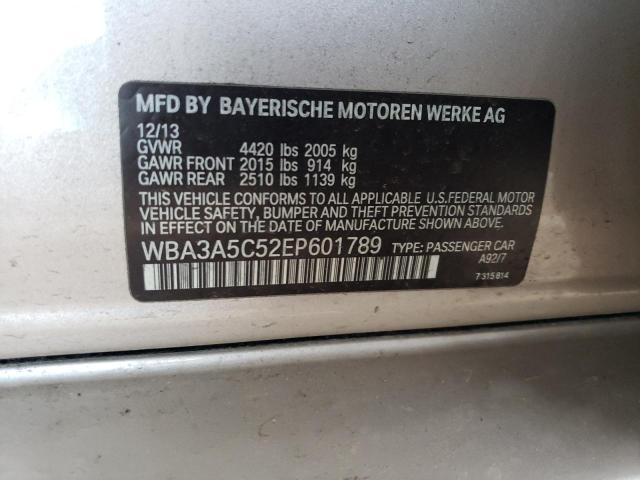 MFD BY BAYERISCHE MOTOREN WERKE AG
12/13
GVWR 4420 lbs 2005 kg
GAWR FRONT 2015 lbs 914 kg
GAWR REAR 2510 lbs 1139 kg
THIS VEHICLE CONFORMS TO ALL APPLICABLE U.S.FEDERAL MOTOR
VEHICLE SAFETY, BUMPER AND THEFT PREVENTION STANDARDS
IN EFFECT ON THE DATE OF MANUFACTURE SHOWN ABOVE.
WBA3A5C52EP601789 TYPE: PASSENGER CAR
A92/7
7315814